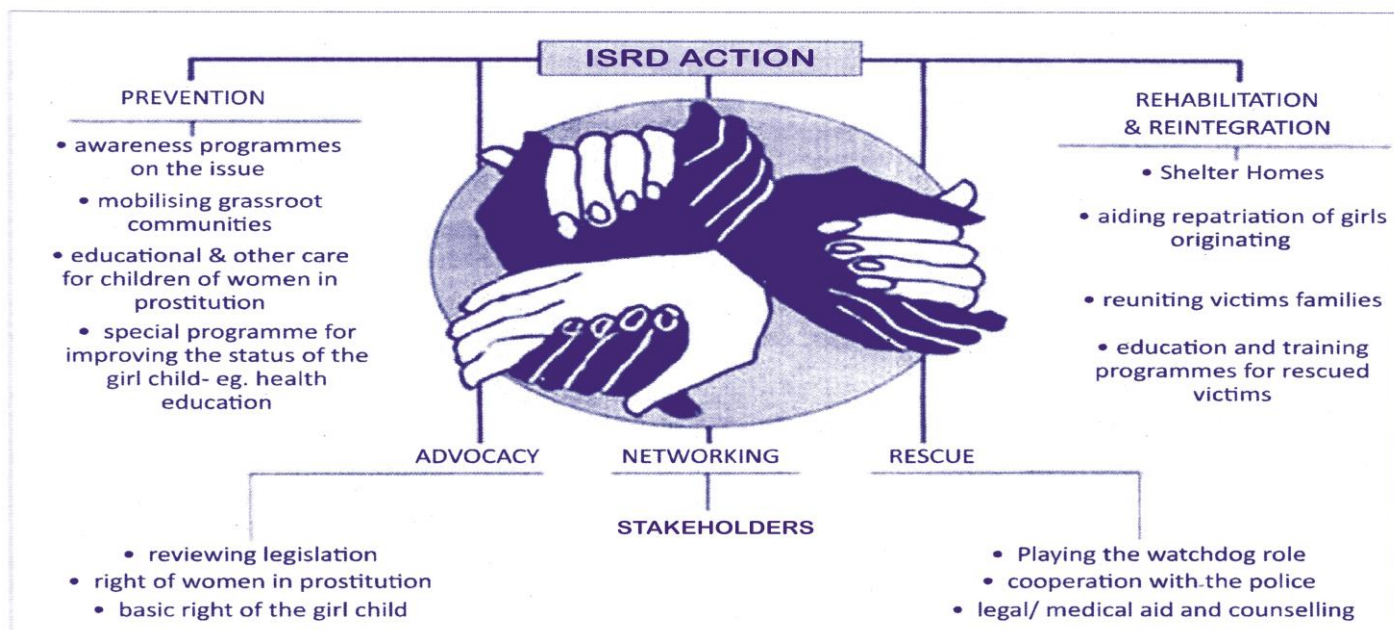 ISRD ACTION
PREVENTION
• awareness programmes
on the issue
• mobilising grassroot
communities
• educational & other care
for children of women in
prostitution
• special programme for
improving the status of the
girl child- eg. health
education
REHABILITATION
& REINTEGRATION
• Shelter Homes
• aiding repatriation of girls
originating
• reuniting victims families
• education and training
programmes for rescued
victims
ADVOCACY
• reviewing legislation
• right of women in prostitution
• basic right of the girl child
NETWORKING
STAKEHOLDERS
RESCUE
• Playing the watchdog role
• cooperation with the police
• legal/ medical aid and counselling